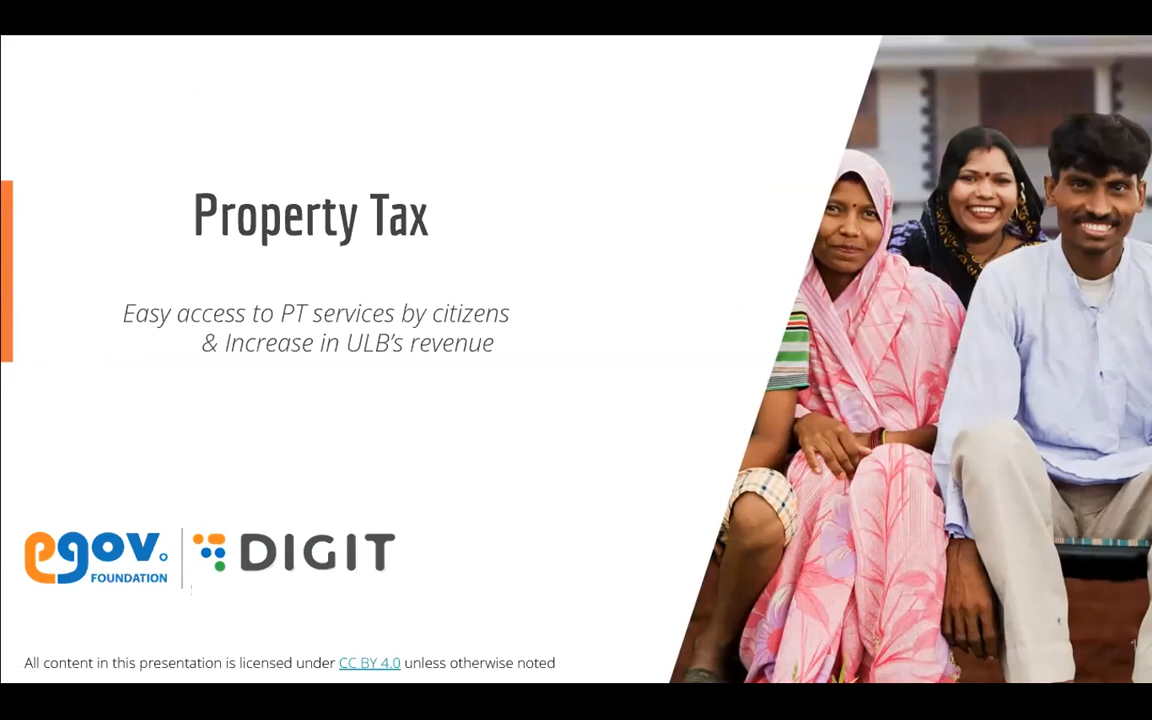 Property Tax
Easy access to PT services by citizens
& Increase in ULB's revenue
egov.
FOUNDATION
DIGIT
All content in this presentation is licensed under CC BY 4.0 unless otherwise noted